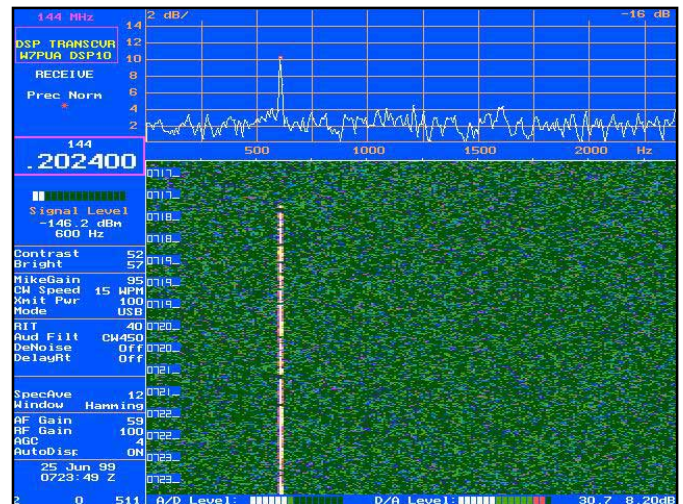 144 MHz
2 dB/ -16 dB
14
DSP TRANSCVR 12
W7PUA DSP10 10
RECEIVE 8
Prec Norm 6
*
4
2
144
.202400
500 1000 1500 2000 Hz
Signal Level
-146.2 dBm
600 Hz
Contrast 52
Bright 57
MikeGain 95
CW Speed 15 WPM
Xmit Pwr 100
Mode USB
RIT 40
Aud Filt CW450
DeNoise Off
DelayRt Off
SpecAve 12
Window Hamming
AF Gain 59
RF Gain 100
AGC 4
AutoDisp ON
25 Jun 99
0723:49 Z
2 0 511
0717
0717
0718
0718
0719
0719
0719
0720
0720
0721
0721
0722
0722
0723
0723
A/D Level: D/A Level: 30.7 8.20dB